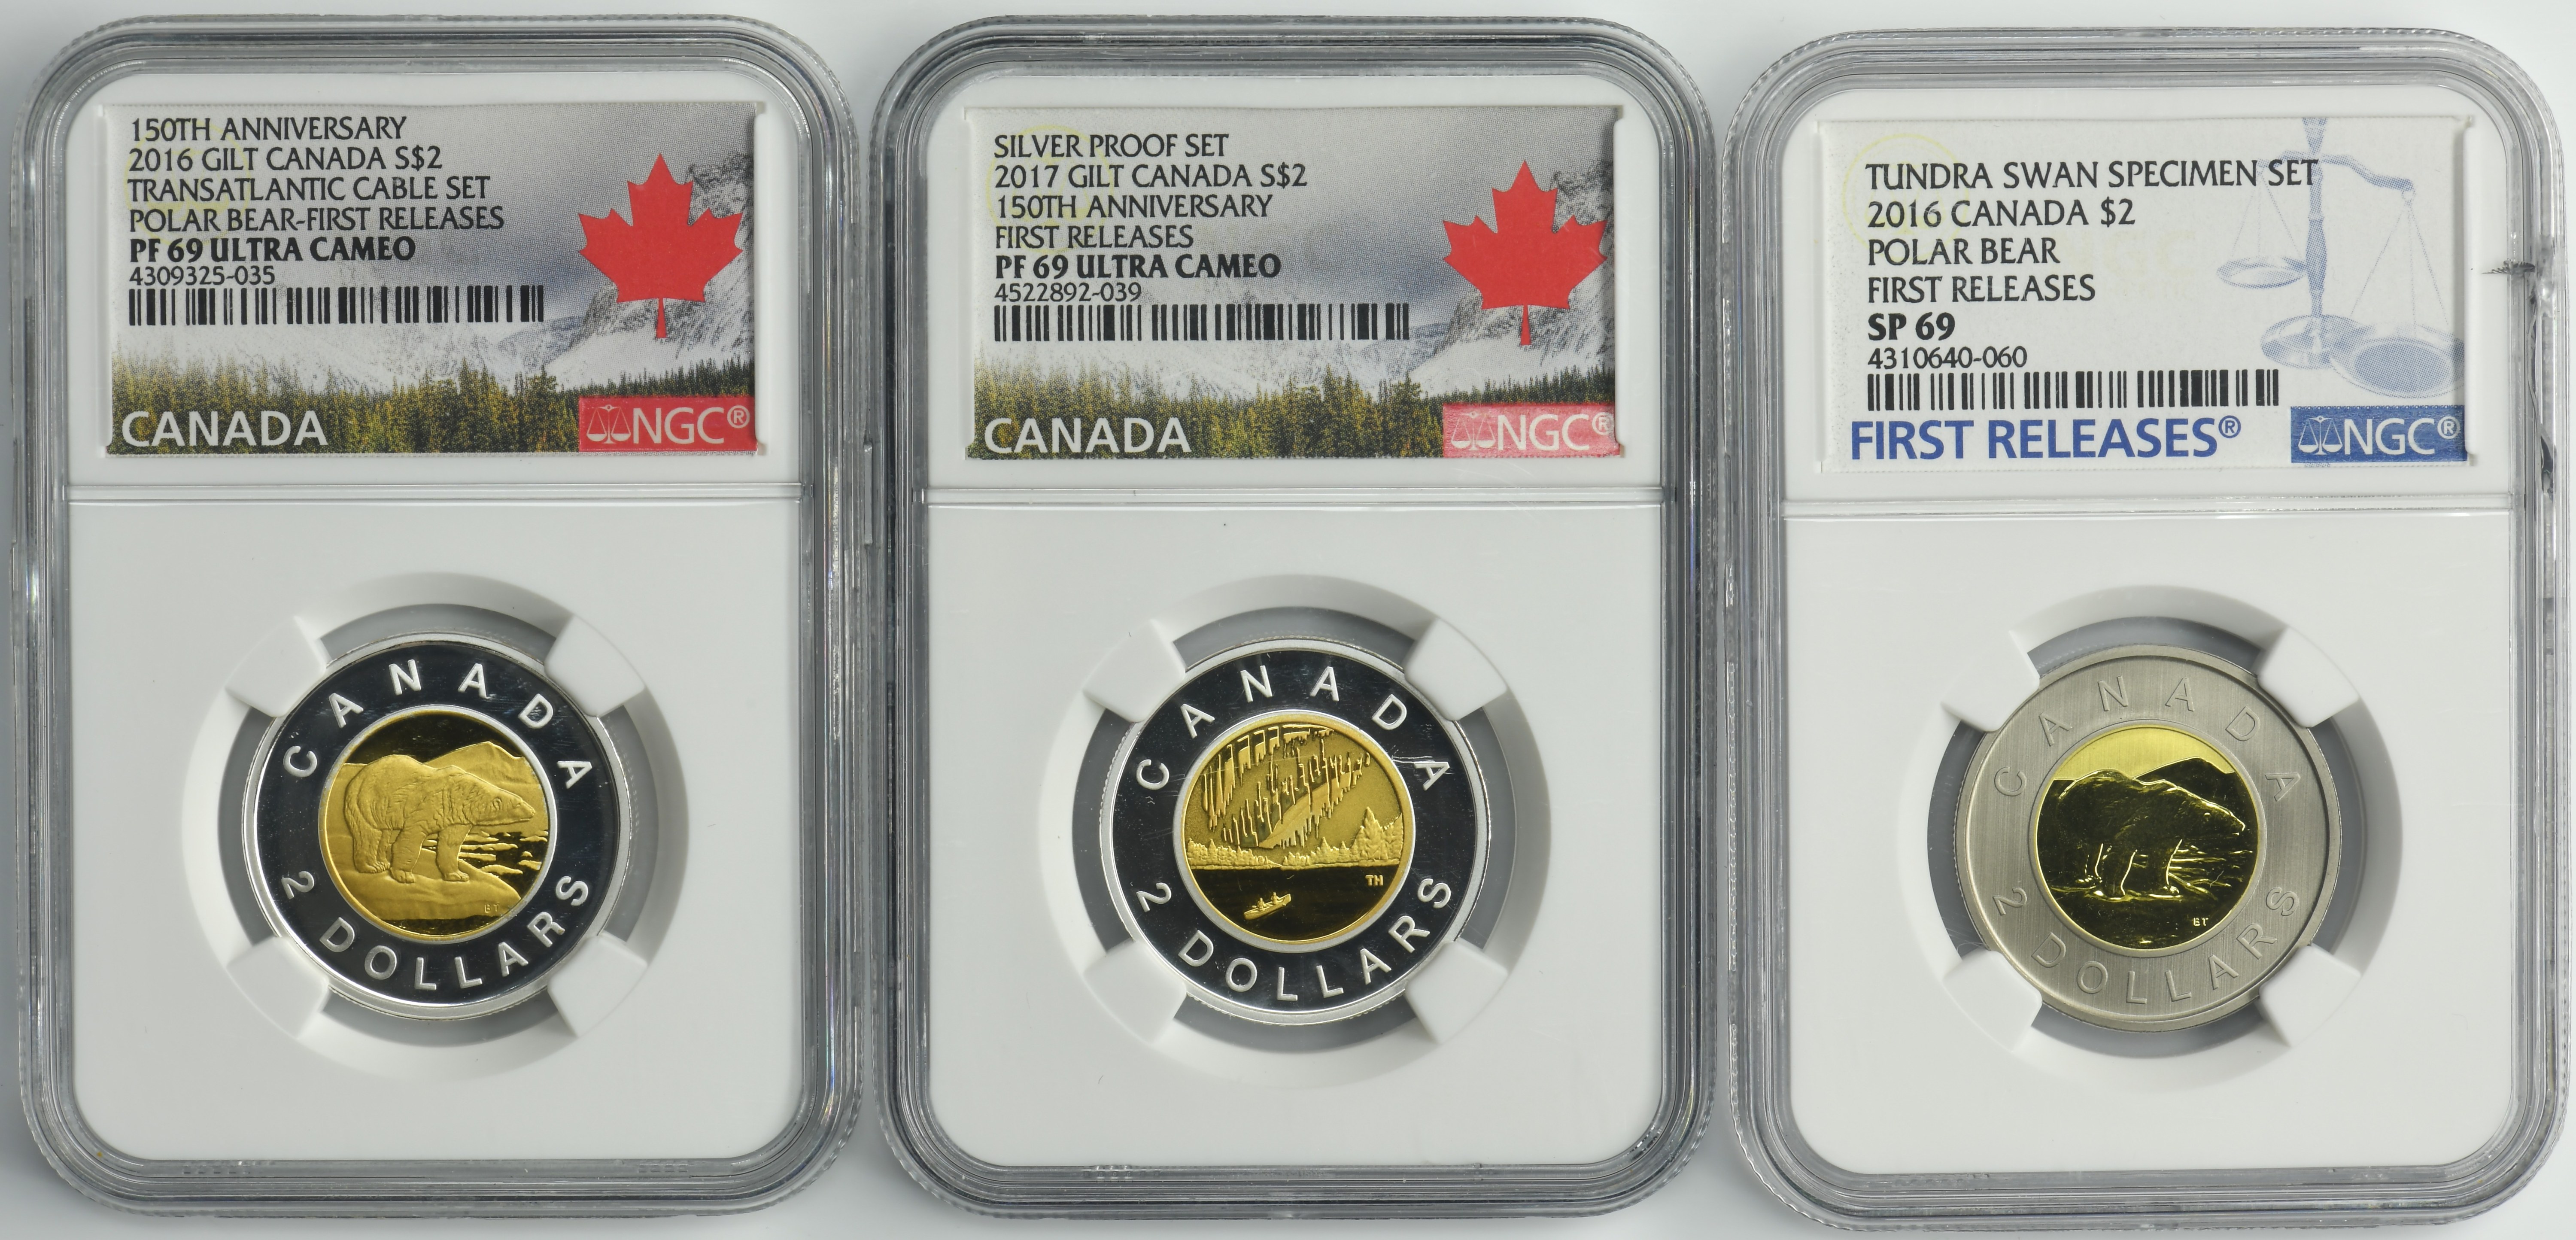 150TH ANNIVERSARY
2016 GILT CANADA S$2
TRANSATLANTIC CABLE SET
POLAR BEAR-FIRST RELEASES
PF 69 ULTRA CAMEO
4309325-035
CANADA
NGC®
CANADA
BT
2 DOLLARS
SILVER PROOF SET
2017 GILT CANADA S$2
150TH ANNIVERSARY
FIRST RELEASES
PF 69 ULTRA CAMEO
4522892-039
CANADA
NGC®
CANADA
TH
2 DOLLARS
TUNDRA SWAN SPECIMEN SET
2016 CANADA $2
POLAR BEAR
FIRST RELEASES
SP 69
4310640-060
FIRST RELEASES®
NGC®
CANADA
BT
2 DOLLARS